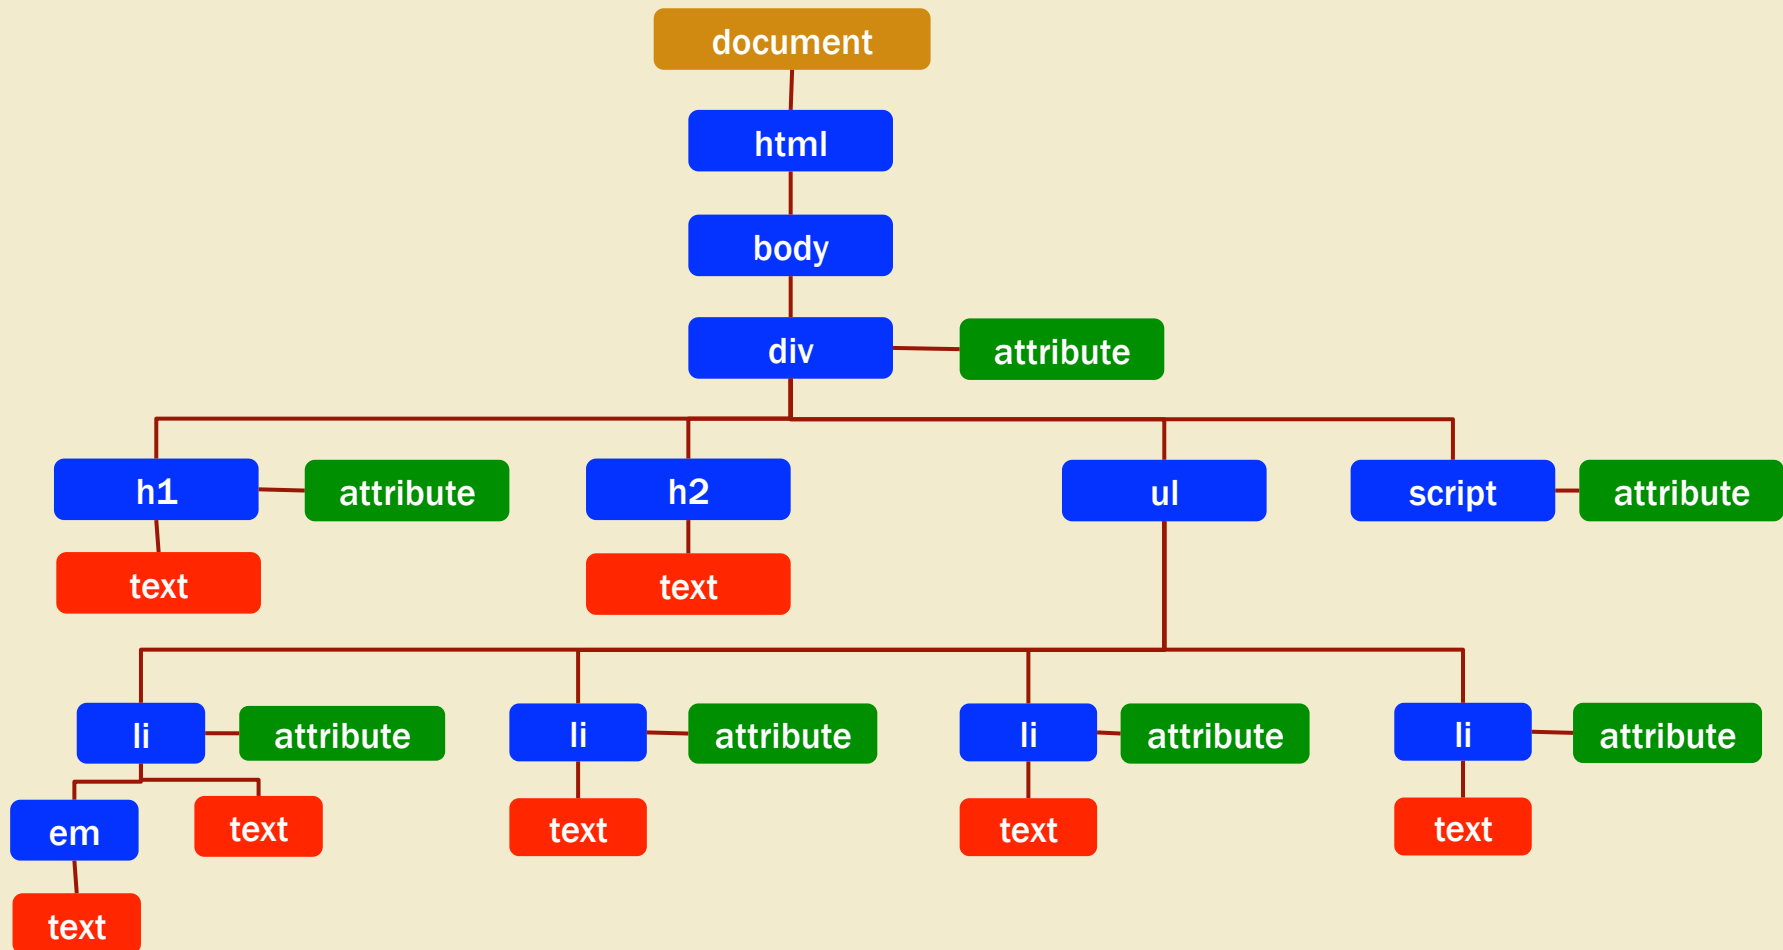 document
html
body
div attribute
h1 attribute h2 ul script attribute
text text
li attribute li attribute li attribute li attribute
em text text text text
text